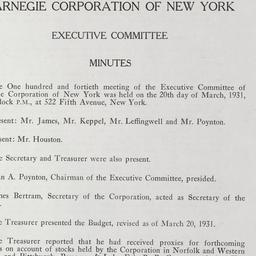 ARNEGIE CORPORATION OF NEW YORK
EXECUTIVE COMMITTEE
MINUTES
e One hundred and fortieth meeting of the Executive Committee of
e Corporation of New York was held on the 20th day of March, 1931,
lock P.M., at 522 Fifth Avenue, New York.
esent: Mr. James, Mr. Keppel, Mr. Leffingwell and Mr. Poynton.
sent: Mr. Houston.
e Secretary and Treasurer were also present.
n A. Poynton, Chairman of the Executive Committee, presided.
nes Bertram, Secretary of the Corporation, acted as Secretary of the
e Treasurer presented the Budget, revised as of March 20, 1931.
e Treasurer reported that he had received proxies for forthcoming
s on account of stocks held by the Corporation in Norfolk and Western